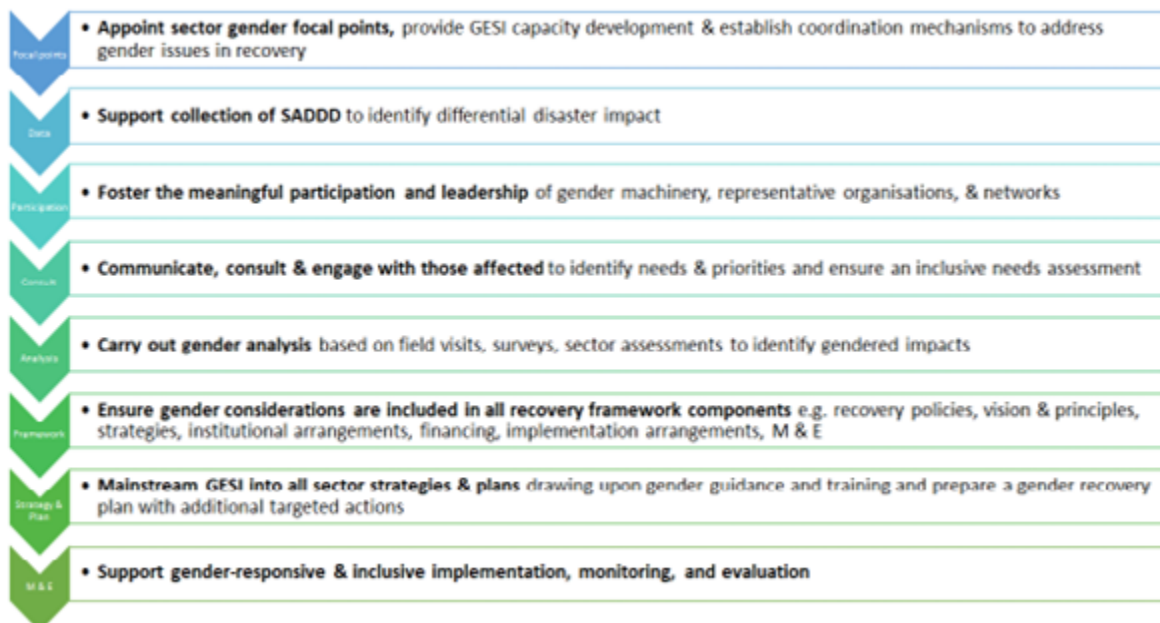 Focal points
• Appoint sector gender focal points, provide GESI capacity development & establish coordination mechanisms to address
gender issues in recovery
Data
• Support collection of SADDD to identify differential disaster impact
Participation
• Foster the meaningful participation and leadership of gender machinery, representative organisations, & networks
Consult
• Communicate, consult & engage with those affected to identify needs & priorities and ensure an inclusive needs assessment
Analysis
• Carry out gender analysis based on field visits, surveys, sector assessments to identify gendered impacts
Framework
• Ensure gender considerations are included in all recovery framework components e.g. recovery policies, vision & principles,
strategies, institutional arrangements, financing, implementation arrangements, M & E
Strategy &
Plan
• Mainstream GESI into all sector strategies & plans drawing upon gender guidance and training and prepare a gender recovery
plan with additional targeted actions
M & E
• Support gender-responsive & inclusive implementation, monitoring, and evaluation